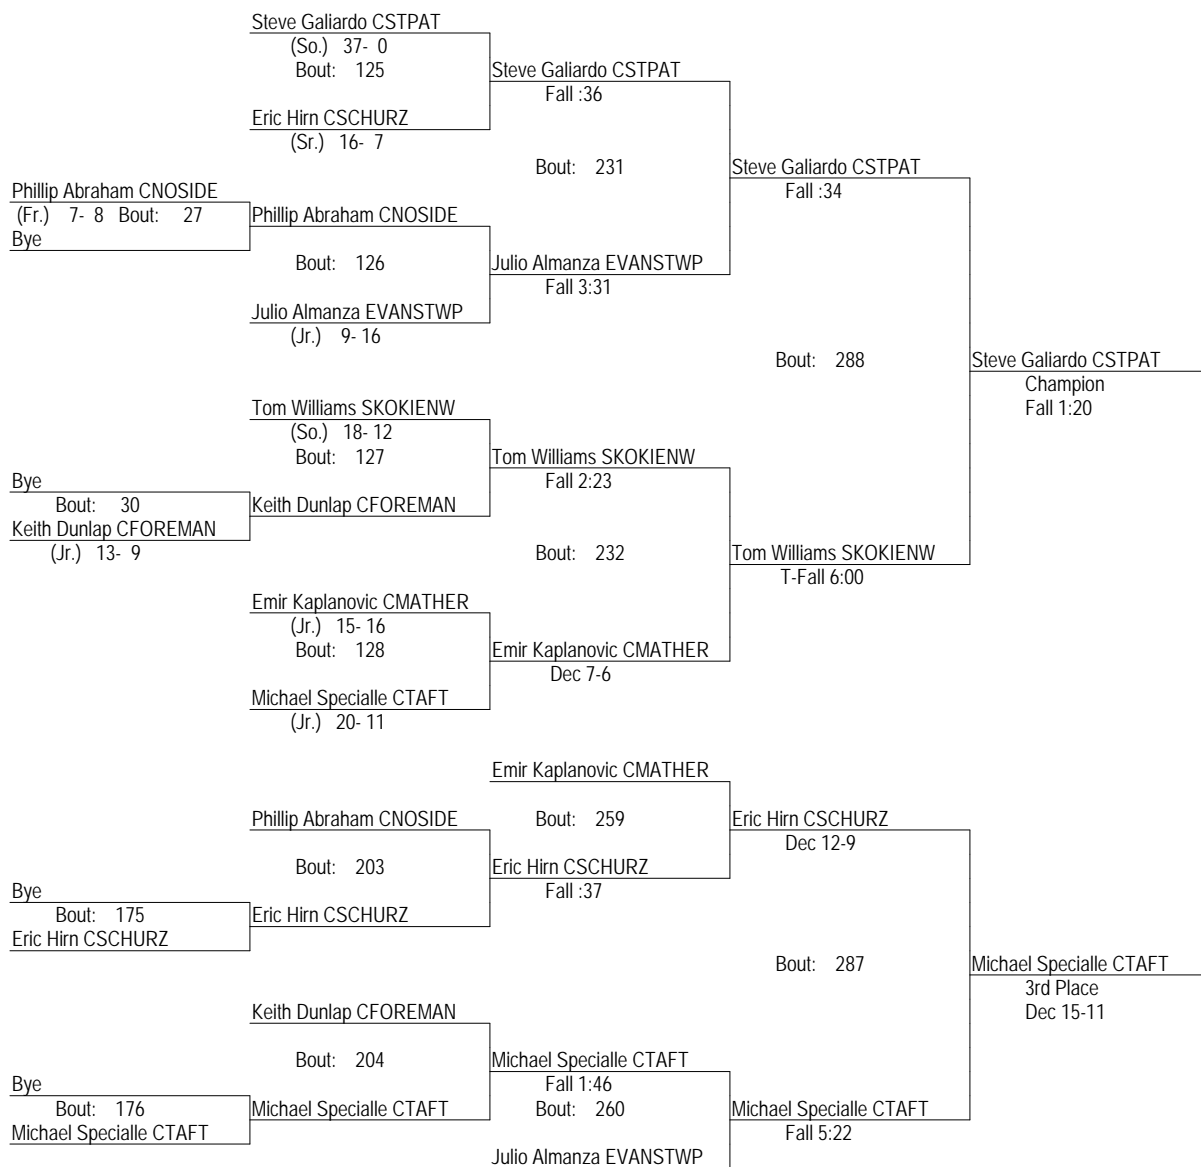 Steve Galiardo CSTPAT
(So.) 37- 0
Bout: 125
Steve Galiardo CSTPAT
Fall :36
Eric Hirn CSCHURZ
(Sr.) 16- 7
Bout: 231
Steve Galiardo CSTPAT
Fall :34
Phillip Abraham CNOSIDE
(Fr.) 7- 8 Bout: 27
Bye
Phillip Abraham CNOSIDE
Bout: 126
Julio Almanza EVANSTWP
Fall 3:31
Julio Almanza EVANSTWP
(Jr.) 9- 16
Bout: 288
Steve Galiardo CSTPAT
Champion
Fall 1:20
Tom Williams SKOKIENW
(So.) 18- 12
Bout: 127
Tom Williams SKOKIENW
Fall 2:23
Bye
Bout: 30
Keith Dunlap CFOREMAN
(Jr.) 13- 9
Keith Dunlap CFOREMAN
Bout: 232
Tom Williams SKOKIENW
T-Fall 6:00
Emir Kaplanovic CMATHER
(Jr.) 15- 16
Bout: 128
Emir Kaplanovic CMATHER
Dec 7-6
Michael Specialle CTAFT
(Jr.) 20- 11
Emir Kaplanovic CMATHER
Phillip Abraham CNOSIDE
Bout: 259
Eric Hirn CSCHURZ
Dec 12-9
Bout: 203
Eric Hirn CSCHURZ
Fall :37
Bye
Bout: 175
Eric Hirn CSCHURZ
Eric Hirn CSCHURZ
Bout: 287
Michael Specialle CTAFT
3rd Place
Dec 15-11
Keith Dunlap CFOREMAN
Bout: 204
Michael Specialle CTAFT
Fall 1:46
Bye
Bout: 176
Michael Specialle CTAFT
Michael Specialle CTAFT
Bout: 260
Michael Specialle CTAFT
Fall 5:22
Julio Almanza EVANSTWP